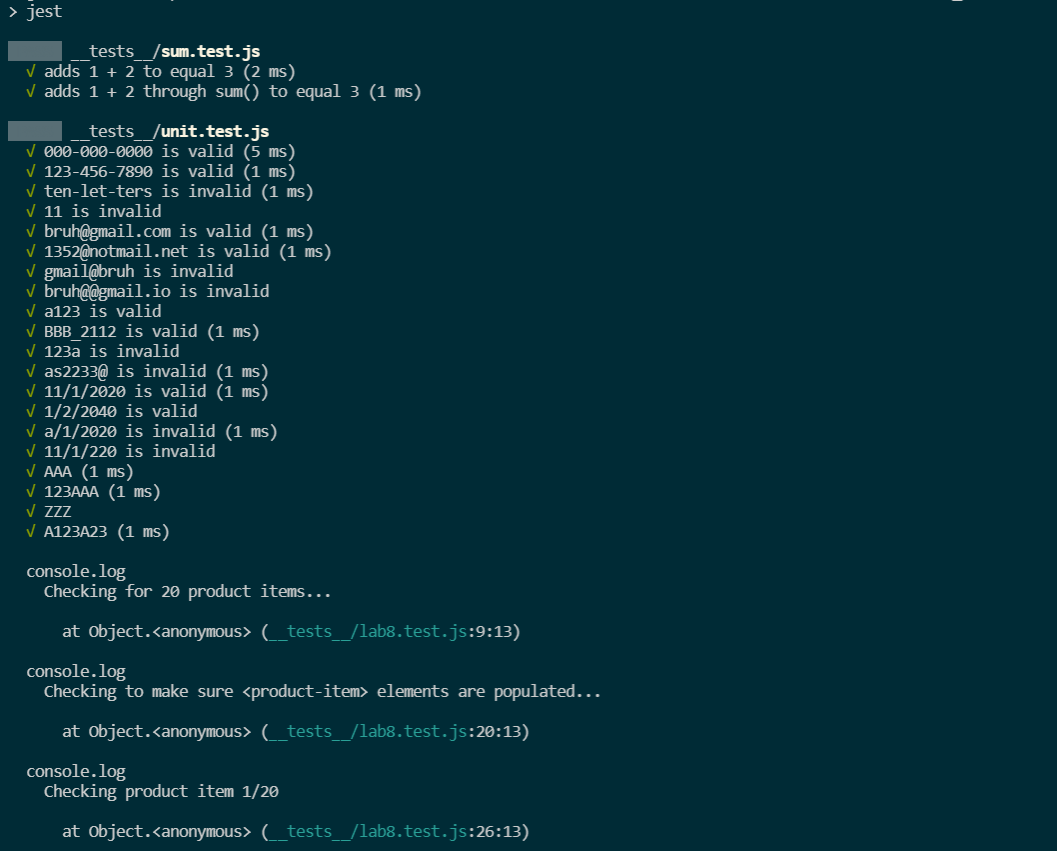 > jest
__tests__/sum.test.js
√ adds 1 + 2 to equal 3 (2 ms)
√ adds 1 + 2 through sum() to equal 3 (1 ms)
__tests__/unit.test.js
√ 000-000-0000 is valid (5 ms)
√ 123-456-7890 is valid (1 ms)
√ ten-let-ters is invalid (1 ms)
√ 11 is invalid
√ bruh@gmail.com is valid (1 ms)
√ 1352@notmail.net is valid (1 ms)
√ gmail@bruh is invalid
√ bruh@@gmail.io is invalid
√ a123 is valid
√ BBB_2112 is valid (1 ms)
√ 123a is invalid
√ as2233@ is invalid (1 ms)
√ 11/1/2020 is valid (1 ms)
√ 1/2/2040 is valid
√ a/1/2020 is invalid (1 ms)
√ 11/1/220 is invalid
√ AAA (1 ms)
√ 123AAA (1 ms)
√ ZZZ
√ A123A23 (1 ms)
console.log
Checking for 20 product items...
at Object.<anonymous> (__tests__/lab8.test.js:9:13)
console.log
Checking to make sure <product-item> elements are populated...
at Object.<anonymous> (__tests__/lab8.test.js:20:13)
console.log
Checking product item 1/20
at Object.<anonymous> (__tests__/lab8.test.js:26:13)